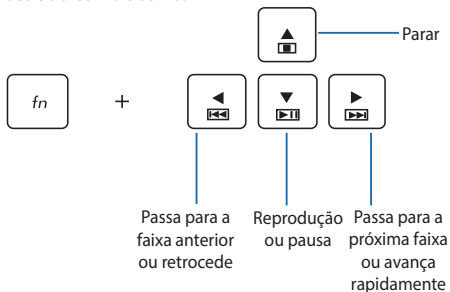 Parar
fn +
Passa para a
faixa anterior
ou retrocede
Reprodução
ou pausa
Passa para a
próxima faixa
ou avança
rapidamente